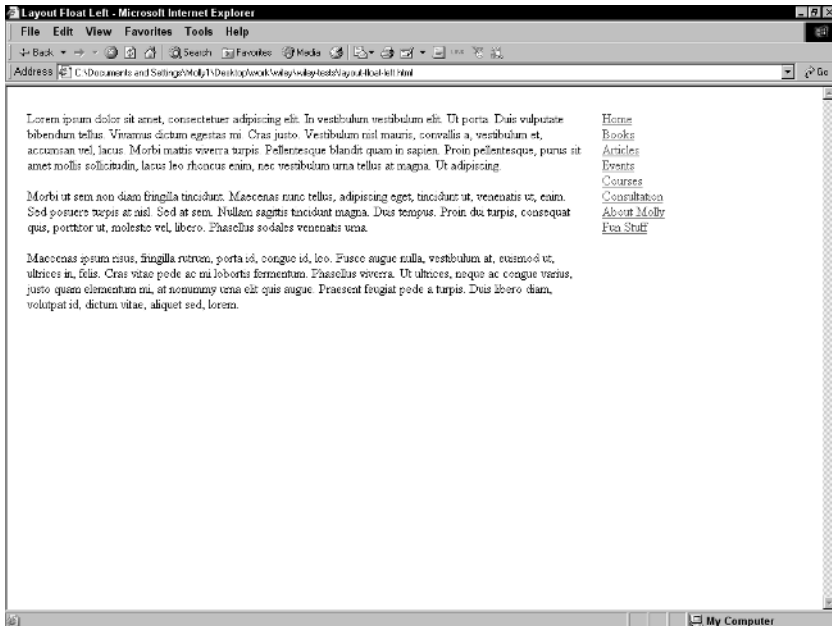 Layout Float Left - Microsoft Internet Explorer
File Edit View Favorites Tools Help
Back Search Favorites Media
Address C:\Documents and Settings\Molly1\Desktop\work\wiley\wiley-tests\layout-float-left.html Go
Lorem ipsum dolor sit amet, consectetuer adipiscing elit. In vestibulum vestibulum elit. Ut porta. Duis vulputate
bibendum tellus. Vivamus dictum egestas mi. Cras justo. Vestibulum nisl mauris, convallis a, vestibulum et,
accumsan vel, lacus. Morbi mattis viverra turpis. Pellentesque blandit quam in sapien. Proin pellentesque, purus sit
amet mollis sollicitudin, lacus leo rhoncus enim, nec vestibulum urna tellus at magna. Ut adipiscing.
Morbi ut sem non diam fringilla tincidunt. Maecenas nunc tellus, adipiscing eget, tincidunt ut, venenatis ut, enim.
Sed posuere turpis at nisl. Sed at sem. Nullam sagittis tincidunt magna. Duis tempus. Proin dui turpis, consequat
quis, porttitor ut, molestie vel, libero. Phasellus sodales venenatis urna.
Maecenas ipsum risus, fringilla rutrum, porta id, congue id, leo. Fusce augue nulla, vestibulum at, euismod ut,
ultrices in, felis. Cras vitae pede ac mi lobortis fermentum. Phasellus viverra. Ut ultrices, neque ac congue varius,
justo quam elementum mi, at nonummy urna elit quis augue. Praesent feugiat pede a turpis. Duis libero diam,
volutpat id, dictum vitae, aliquet sed, lorem.
Home
Books
Articles
Events
Courses
Consultation
About Molly
Fun Stuff
My Computer